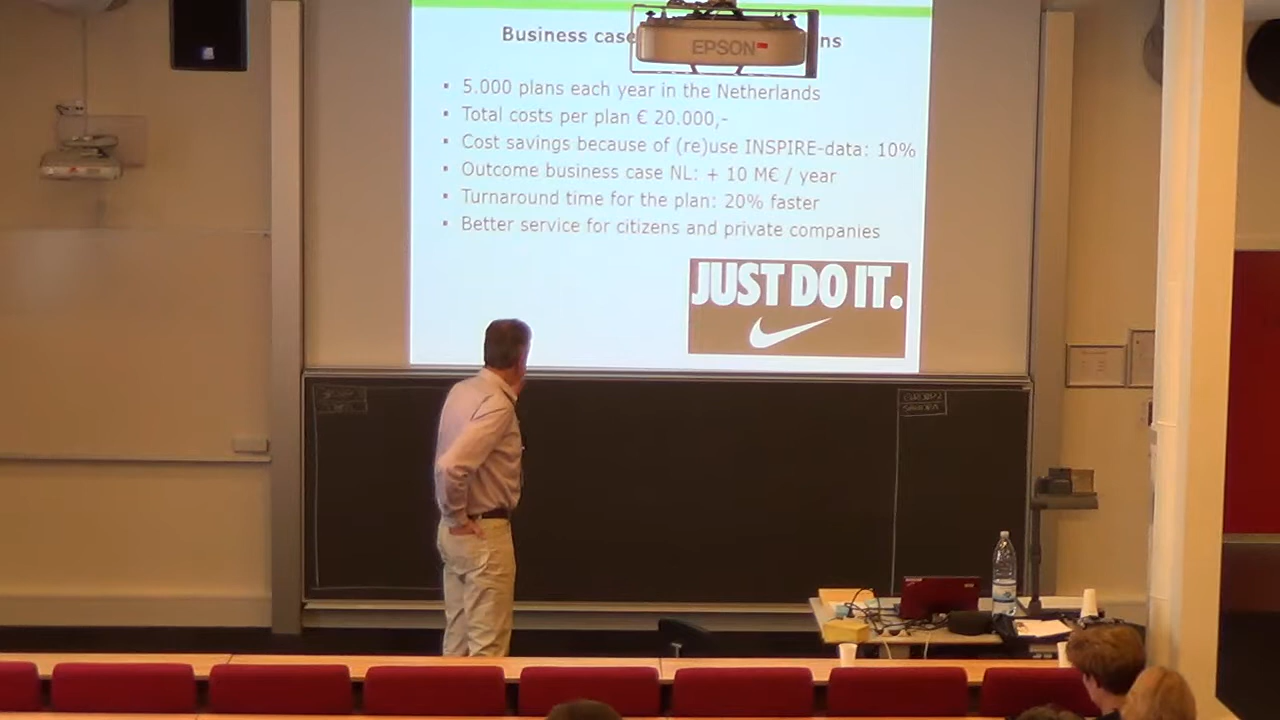 Business case
ns
EPSON
5.000 plans each year in the Netherlands
Total costs per plan € 20.000,-
Cost savings because of (re)use INSPIRE-data: 10%
Outcome business case NL: + 10 M€ / year
Turnaround time for the plan: 20% faster
Better service for citizens and private companies
JUST DO IT.